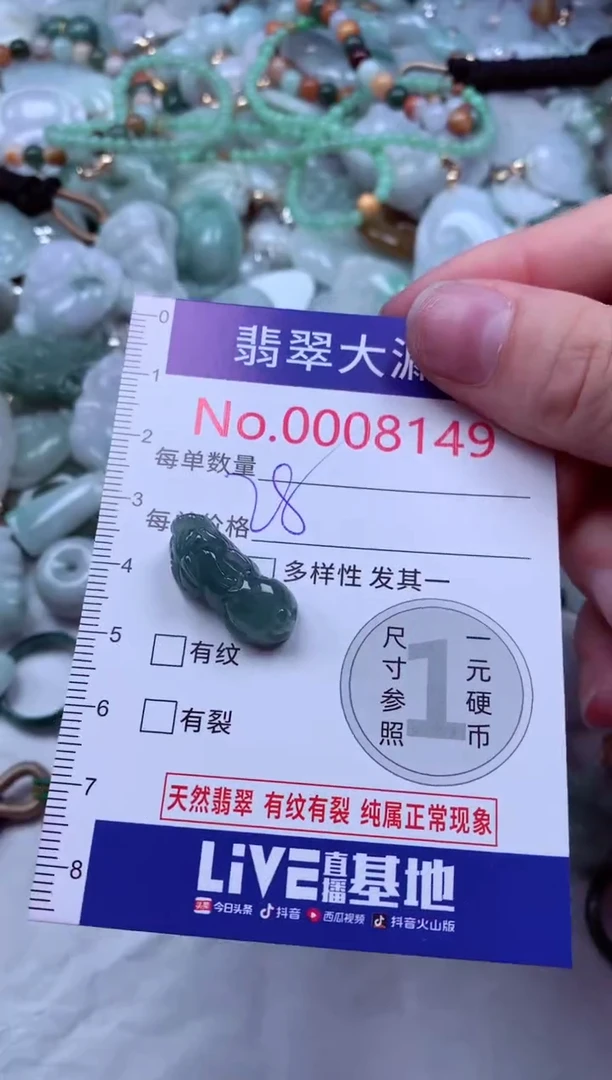 0
翡翠大
1
No.0008149
2
每单数量
28
3
每 价格
4
多样性 发其一
5
有纹
尺寸参照
1
一元硬币
6
有裂
7
天然翡翠 有纹有裂 纯属正常现象
8
LiVE直播基地
头条 今日头条 抖音 西瓜视频 抖音火山版